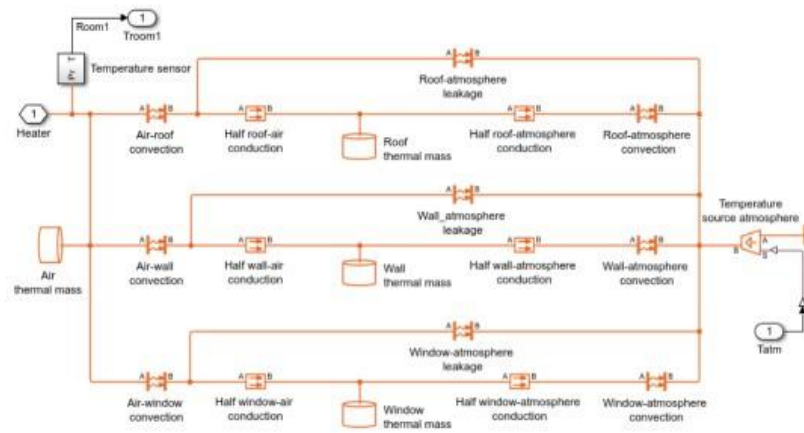 Room1
1
Troom1
Pr T
Temperature sensor
A B
Roof-atmosphere
leakage
1
Heater
A B
Air-roof
convection
A B
Half roof-air
conduction
Roof
thermal mass
A B
Half roof-atmosphere
conduction
A B
Roof-atmosphere
convection
A B
Wall_atmosphere
leakage
Temperature
source atmosphere
Air
thermal mass
A B
Air-wall
convection
A B
Half wall-air
conduction
Wall
thermal mass
A B
Half wall-atmosphere
conduction
A B
Wall-atmosphere
convection
B
A
S
A B
Window-atmosphere
leakage
1
Tatm
A B
Air-window
convection
A B
Half window-air
conduction
Window
thermal mass
A B
Half window-atmosphere
conduction
A B
Window-atmosphere
convection